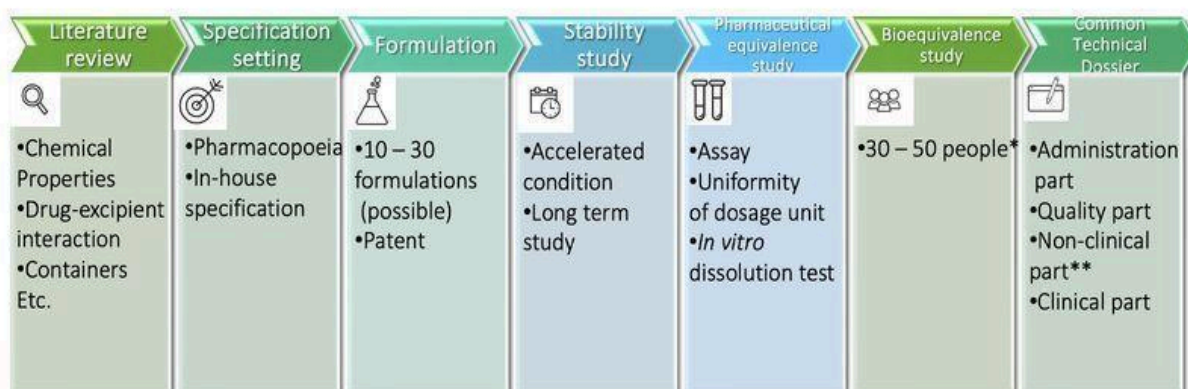 Literature
review
•Chemical
Properties
•Drug-excipient
interaction
•Containers
Etc.
Specification
setting
•Pharmacopoeia
•In-house
specification
Formulation
•10 – 30
formulations
(possible)
•Patent
Stability
study
•Accelerated
condition
•Long term
study
Pharmaceutical
equivalence
study
•Assay
•Uniformity
of dosage unit
•In vitro
dissolution test
Bioequivalence
study
•30 – 50 people*
Common
Technical
Dossier
•Administration
part
•Quality part
•Non-clinical
part**
•Clinical part